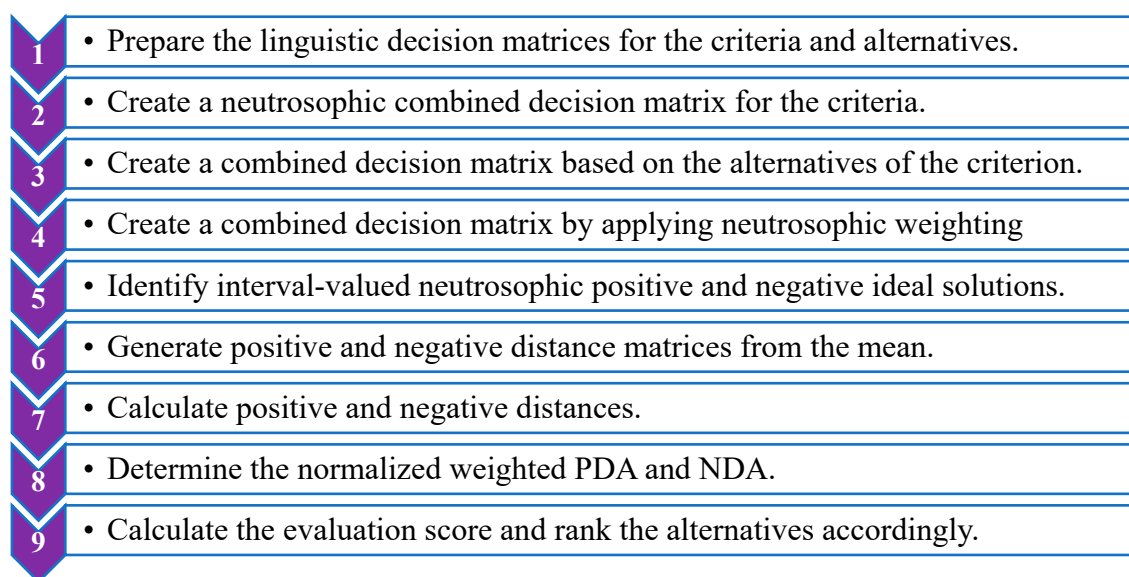 1 • Prepare the linguistic decision matrices for the criteria and alternatives.
2 • Create a neutrosophic combined decision matrix for the criteria.
3 • Create a combined decision matrix based on the alternatives of the criterion.
4 • Create a combined decision matrix by applying neutrosophic weighting
5 • Identify interval-valued neutrosophic positive and negative ideal solutions.
6 • Generate positive and negative distance matrices from the mean.
7 • Calculate positive and negative distances.
8 • Determine the normalized weighted PDA and NDA.
9 • Calculate the evaluation score and rank the alternatives accordingly.